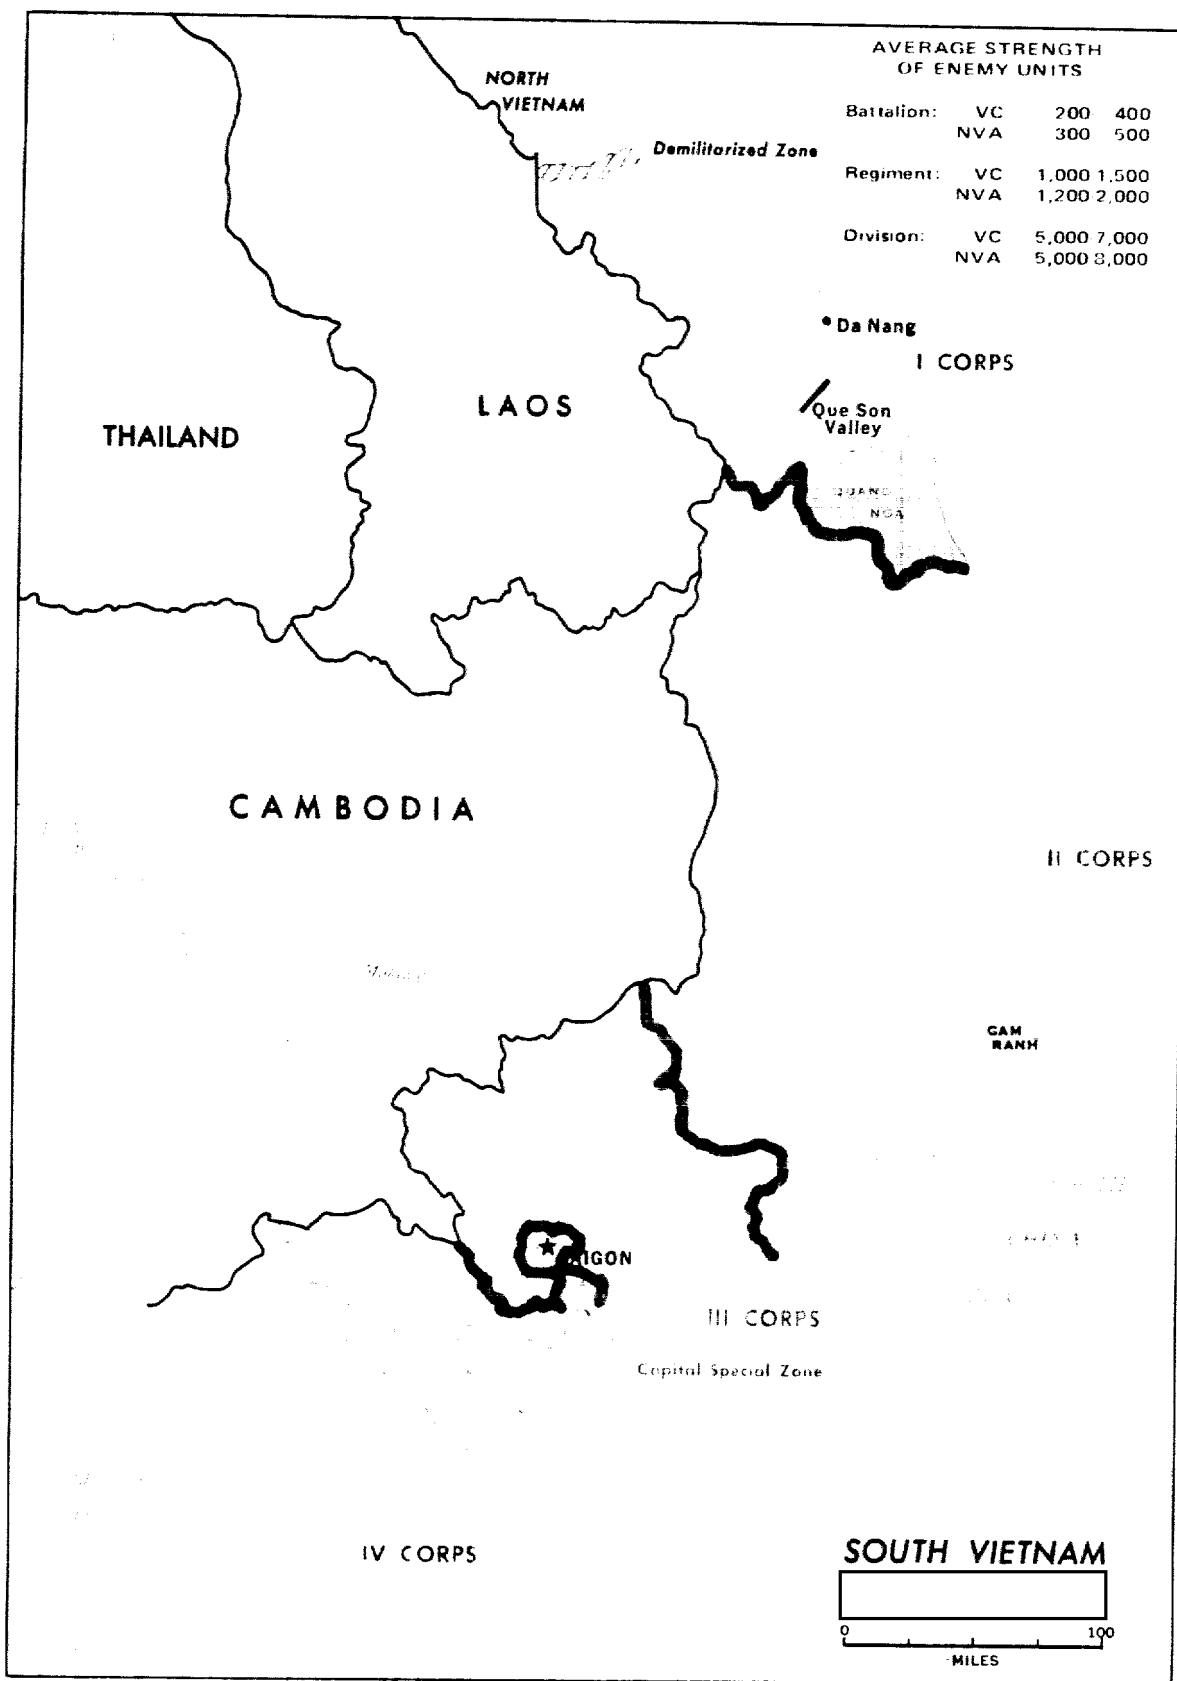 AVERAGE STRENGTH
OF ENEMY UNITS
Battalion: VC 200 400
NVA 300 500
Regiment: VC 1,000 1,500
NVA 1,200 2,000
Division: VC 5,000 7,000
NVA 5,000 8,000
NORTH
VIETNAM
Demilitarized Zone
Da Nang
I CORPS
Que Son
Valley
LAOS
THAILAND
QUANG
NGA
CAMBODIA
II CORPS
CAM
RANH
★
IGON
III CORPS
Capital Special Zone
IV CORPS
SOUTH VIETNAM
0 100
MILES